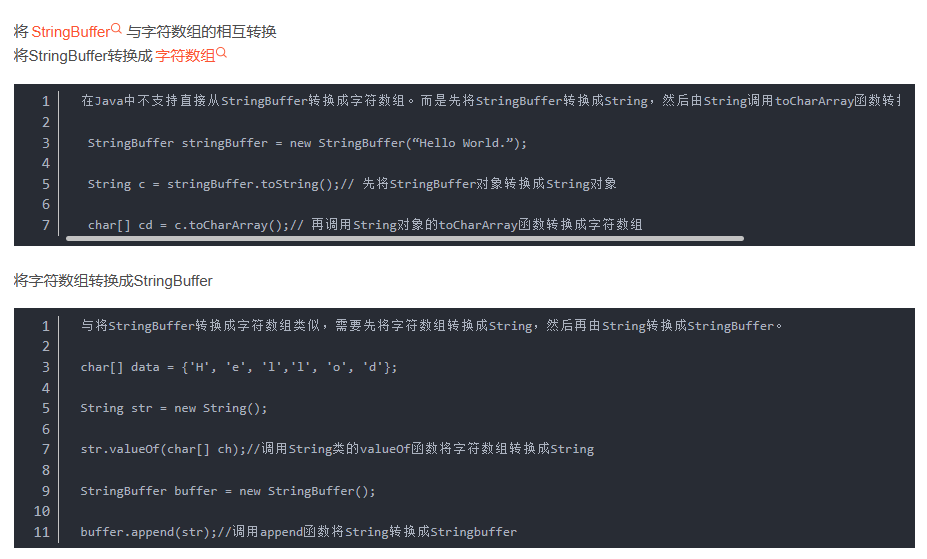 将 StringBuffer 与字符数组的相互转换
将StringBuffer转换成 字符数组
1 在Java中不支持直接从StringBuffer转换成字符数组。而是先将StringBuffer转换成String，然后由String调用toCharArray函数转
2
3 StringBuffer stringBuffer = new StringBuffer(“Hello World.”);
4
5 String c = stringBuffer.toString();// 先将StringBuffer对象转换成String对象
6
7 char[] cd = c.toCharArray();// 再调用String对象的toCharArray函数转换成字符数组
将字符数组转换成StringBuffer
1 与将StringBuffer转换成字符数组类似，需要先将字符数组转换成String，然后再由String转换成StringBuffer。
2
3 char[] data = {'H', 'e', 'l','l', 'o', 'd'};
4
5 String str = new String();
6
7 str.valueOf(char[] ch);//调用String类的valueOf函数将字符数组转换成String
8
9 StringBuffer buffer = new StringBuffer();
10
11 buffer.append(str);//调用append函数将String转换成Stringbuffer